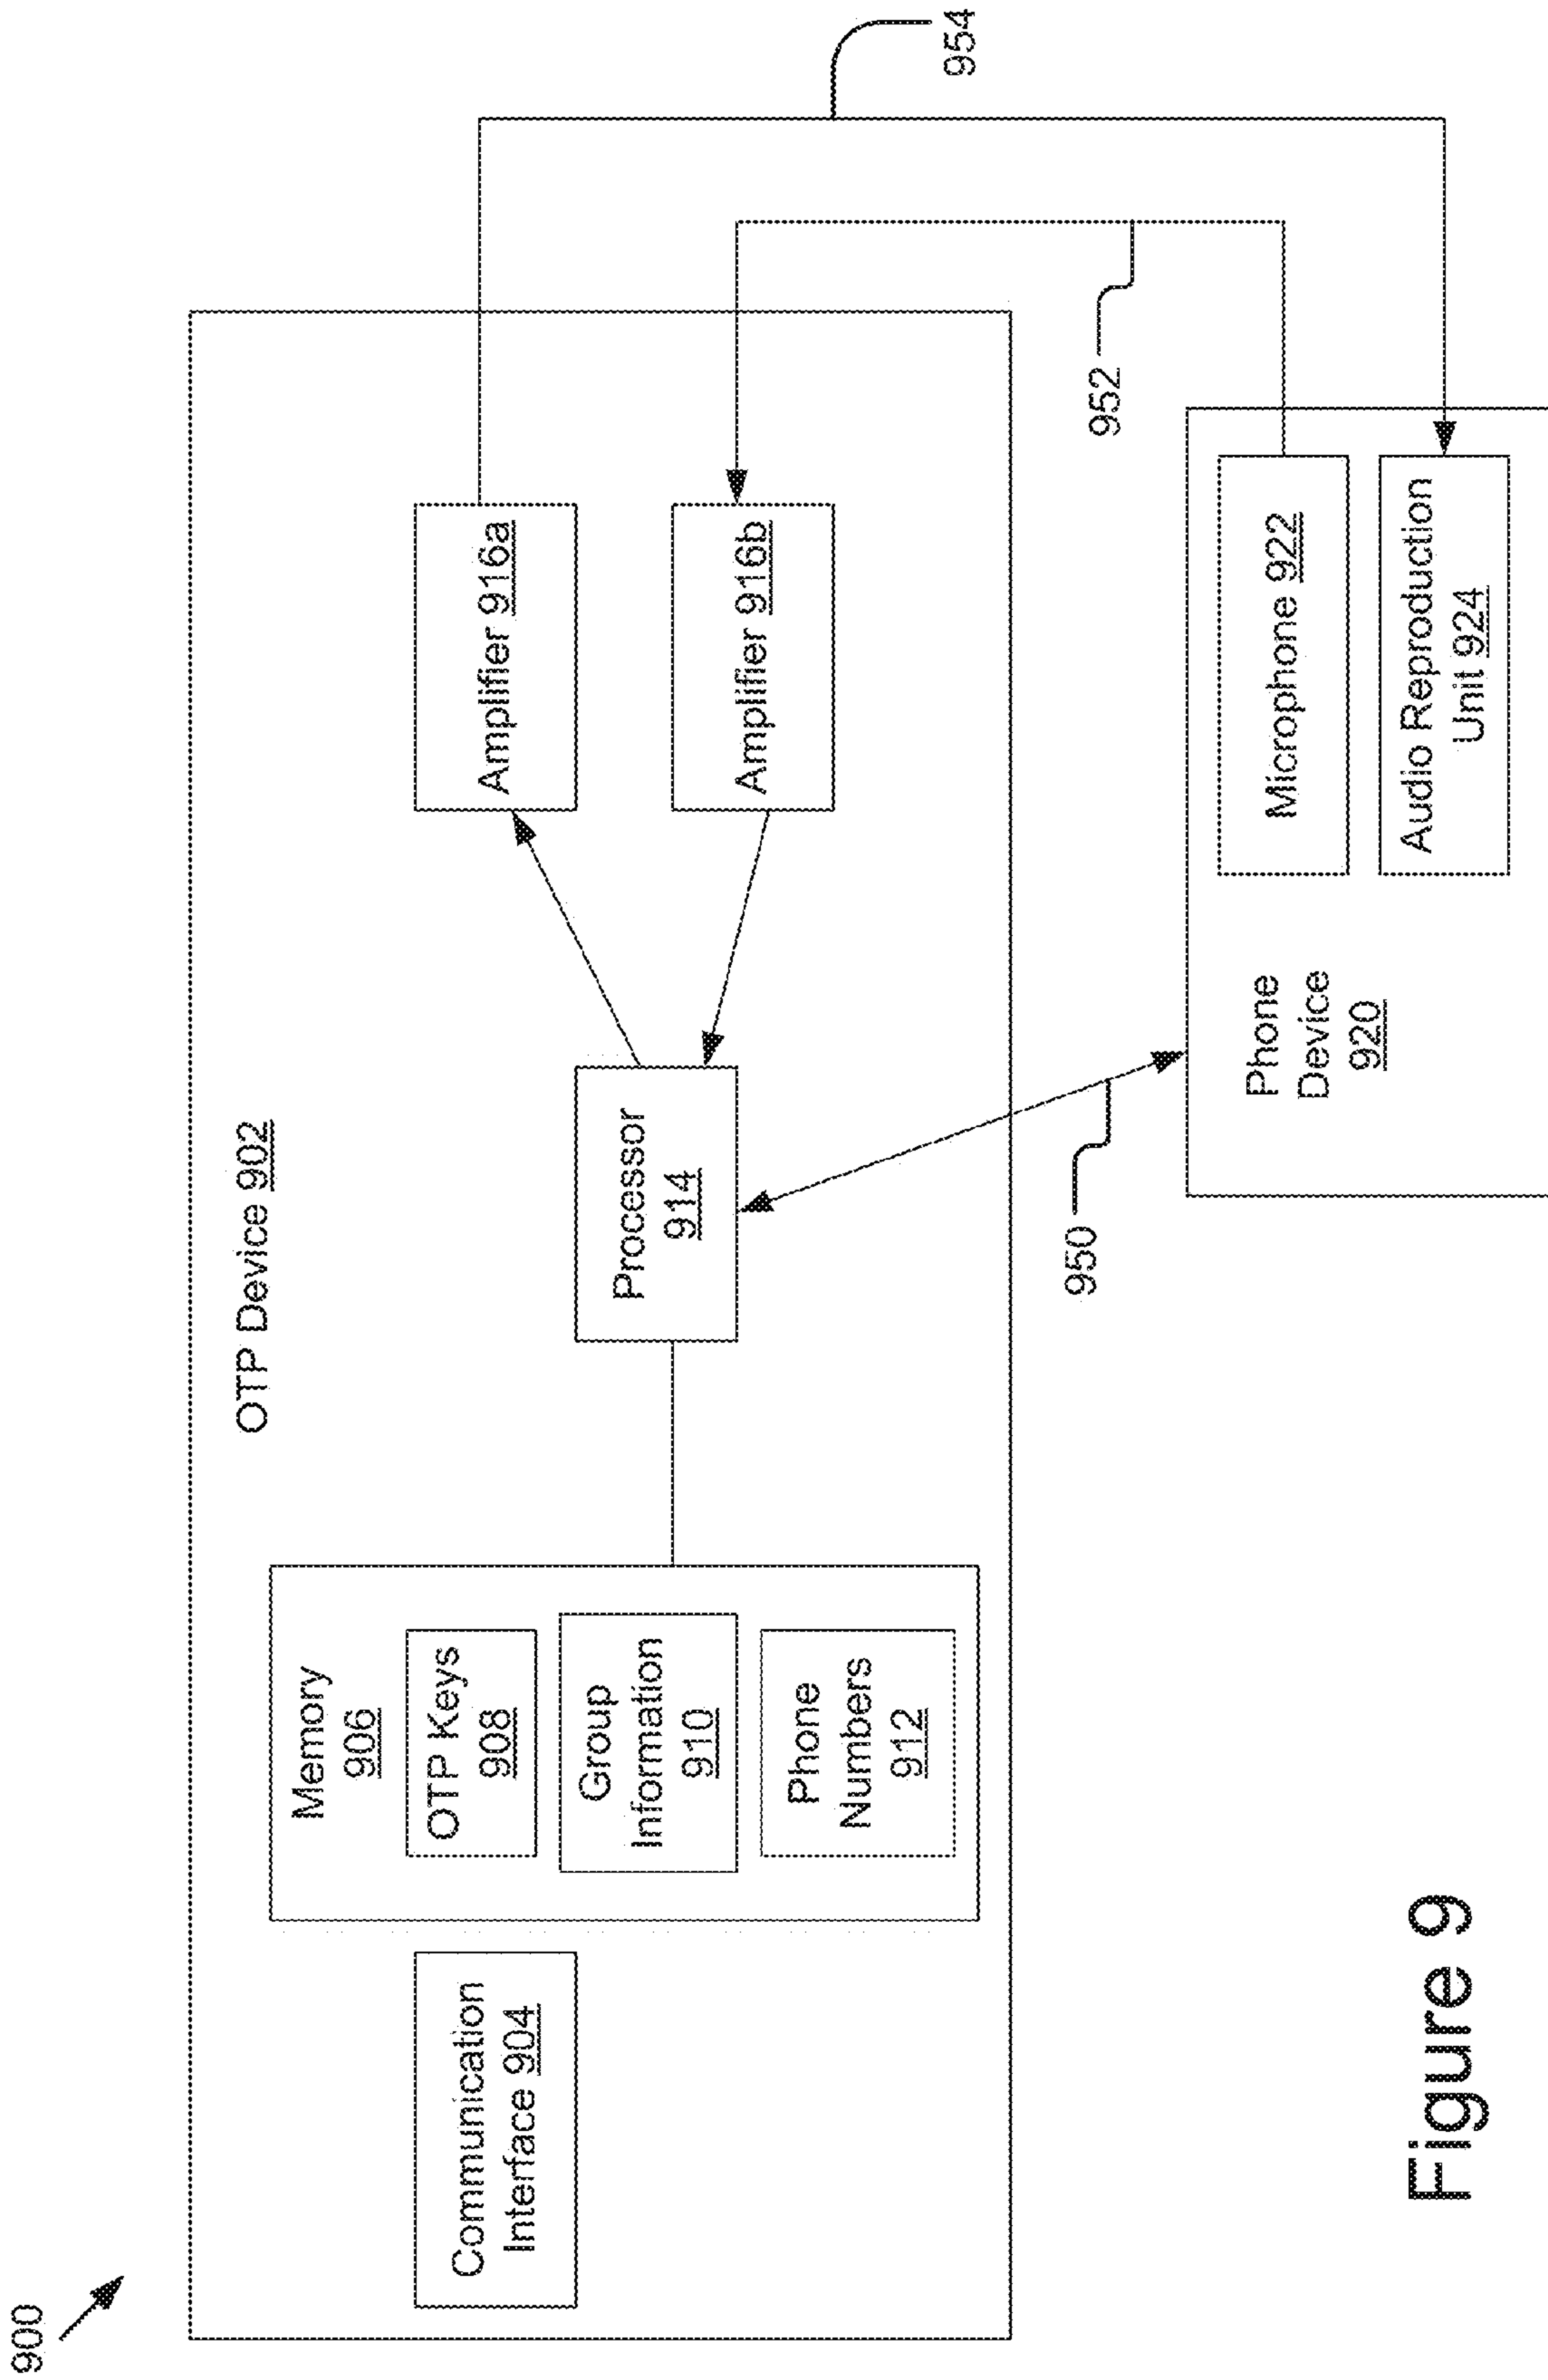 900
OTP Device 902
Communication
Interface 904
Memory
906
OTP Keys
908
Group
Information
910
Phone
Numbers
912
Processor
914
Amplifier 916a
Amplifier 916b
954
952
950
Phone
Device
920
Microphone 922
Audio Reproduction
Unit 924
Figure 9